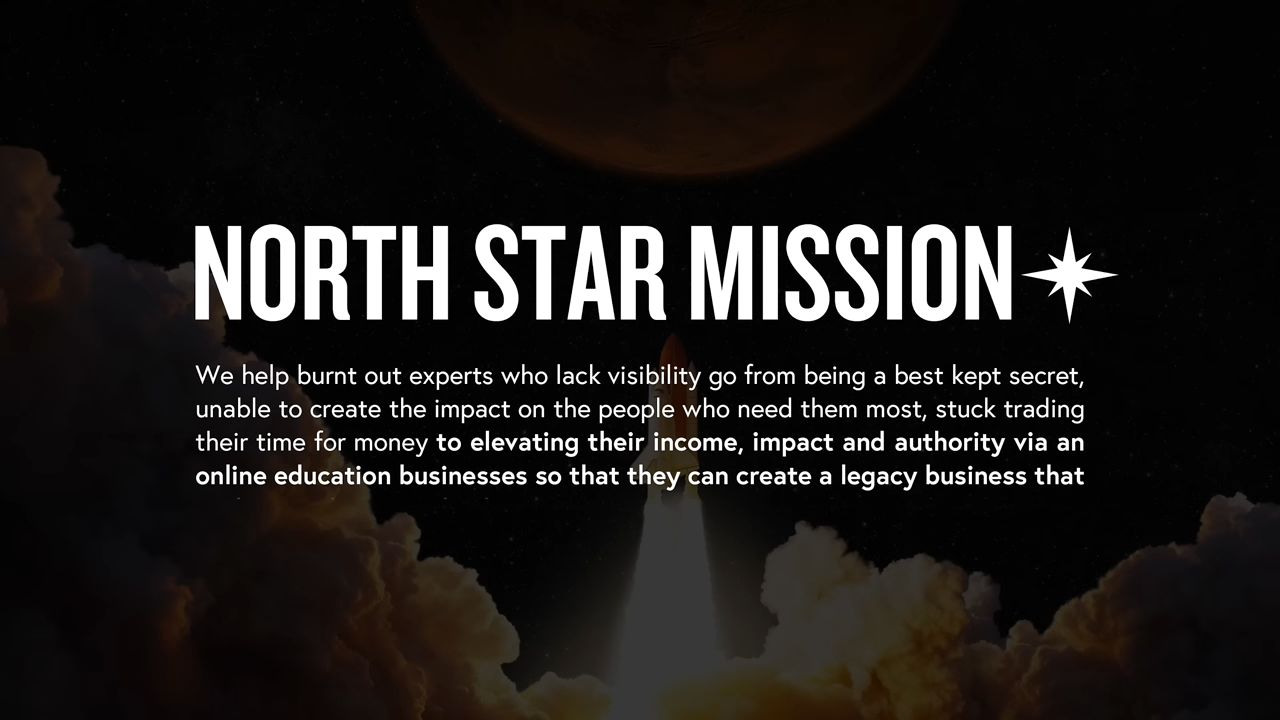 NORTH STAR MISSION
We help burnt out experts who lack visibility go from being a best kept secret,
unable to create the impact on the people who need them most, stuck trading
their time for money to elevating their income, impact and authority via an
online education businesses so that they can create a legacy business that